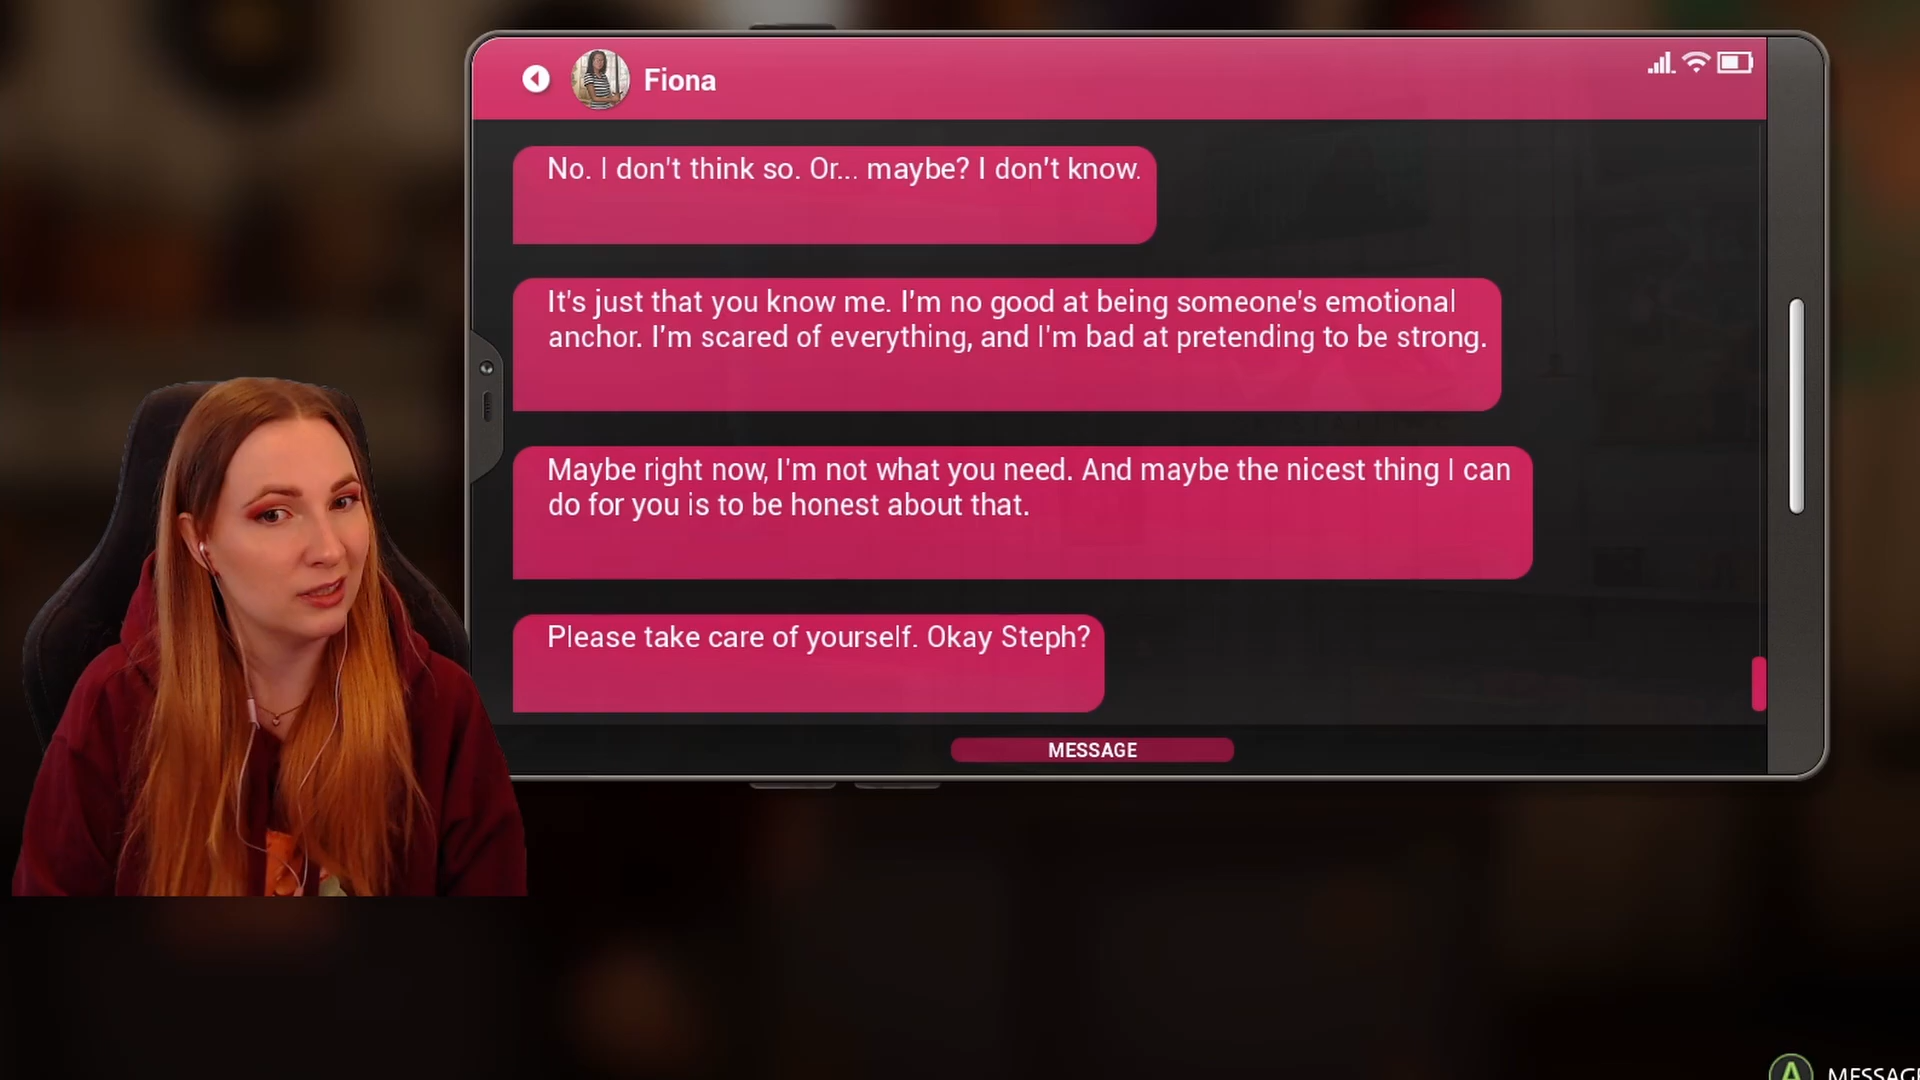 Fiona
No. I don't think so. Or... maybe? I don't know.
It's just that you know me. I'm no good at being someone's emotional
anchor. I'm scared of everything, and I'm bad at pretending to be strong.
Maybe right now, I'm not what you need. And maybe the nicest thing I can
do for you is to be honest about that.
Please take care of yourself. Okay Steph?
MESSAGE
A MESSAGE